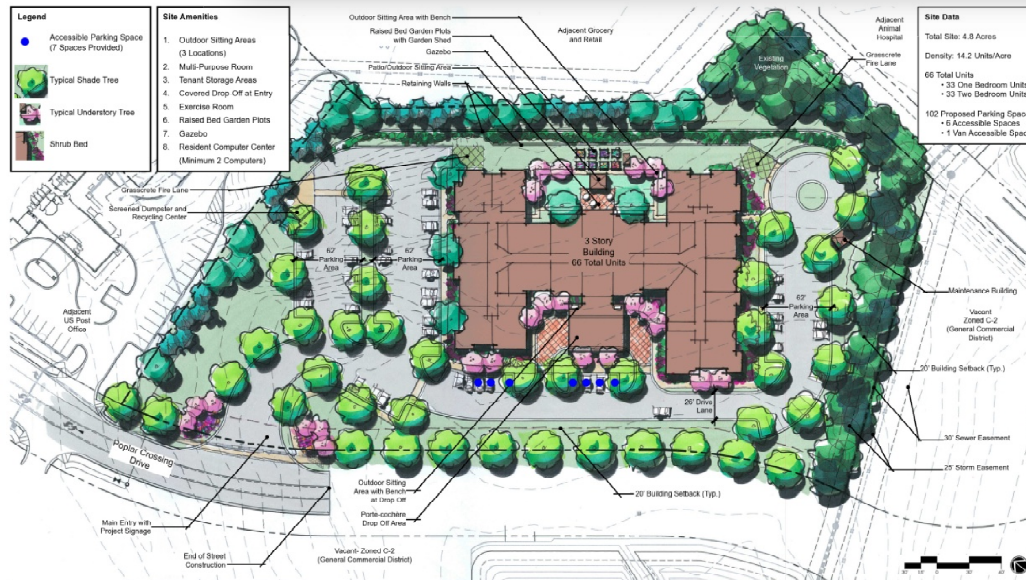 Legend
Accessible Parking Space
(7 Spaces Provided)
Typical Shade Tree
Typical Understory Tree
Shrub Bed
Site Amenities
1. Outdoor Sitting Areas
(3 Locations)
2. Multi-Purpose Room
3. Tenant Storage Areas
4. Covered Drop Off at Entry
5. Exercise Room
6. Raised Bed Garden Plots
7. Gazebo
8. Resident Computer Center
(Minimum 2 Computers)
Outdoor Sitting Area with Bench
Raised Bed Garden Plots
with Garden Shed
Gazebo
Patio/Outdoor Sitting Area
Retaining Walls
Adjacent Grocery
and Retail
Existing
Vegetation
Adjacent
Animal
Hospital
Grasscrete
Fire Lane
Site Data
Total Site: 4.8 Acres
Density: 14.2 Units/Acre
66 Total Units
• 33 One Bedroom Units
• 33 Two Bedroom Units
102 Proposed Parking Spac
• 6 Accessible Spaces
• 1 Van Accessible Spa
Grasscrete Fire Lane
Screened Dumpster and
Recycling Center
62'
Parking
Area
62'
Parking
Area
3 Story
Building
66 Total Units
62'
Parking
Area
Maintenance Building
Adjacent
US Post
Office
Vacant
Zoned C-2
(General Commercial
District)
20' Building Setback (Typ.)
26' Drive
Lane
30' Sewer Easement
25' Storm Easement
Poplar Crossing
Drive
Outdoor Sitting
Area with Bench
at Drop Off
20' Building Setback (Typ.)
Porte-cochère
Drop Off Area
Main Entry with
Project Signage
End of Street
Construction
Vacant- Zoned C-2
(General Commercial District)